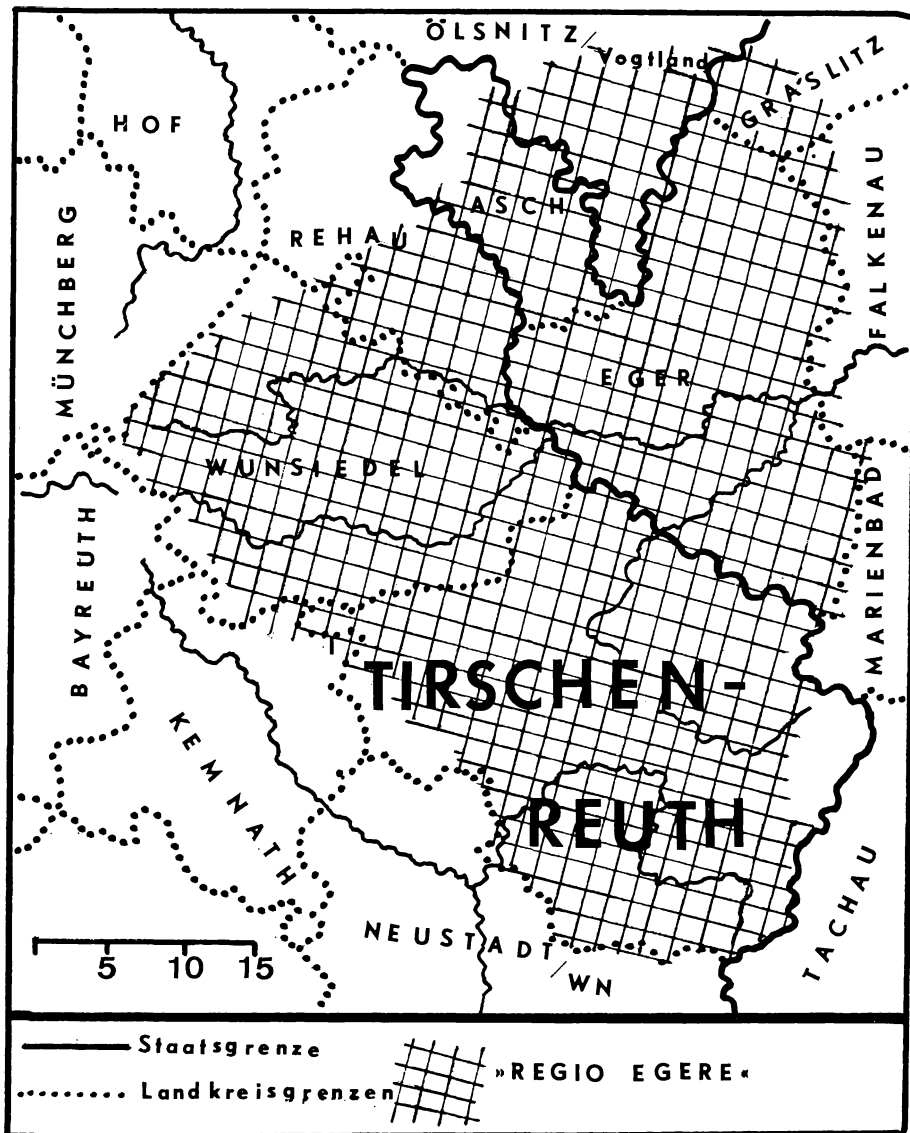 ÖLSNITZ/
Vogtland
GRASLITZ
HOF
FALKENAU
MÜNCHBERG
ASCH
REHAU
EGER
WUNSIEDEL
MARIENBAD
BAYREUTH
TIRSCHEN-
REUTH
KEMNATH
TACHAU
NEUSTADT/WN
5 10 15
Staatsgrenze
Landkreisgrenzen
»REGIO EGERE«